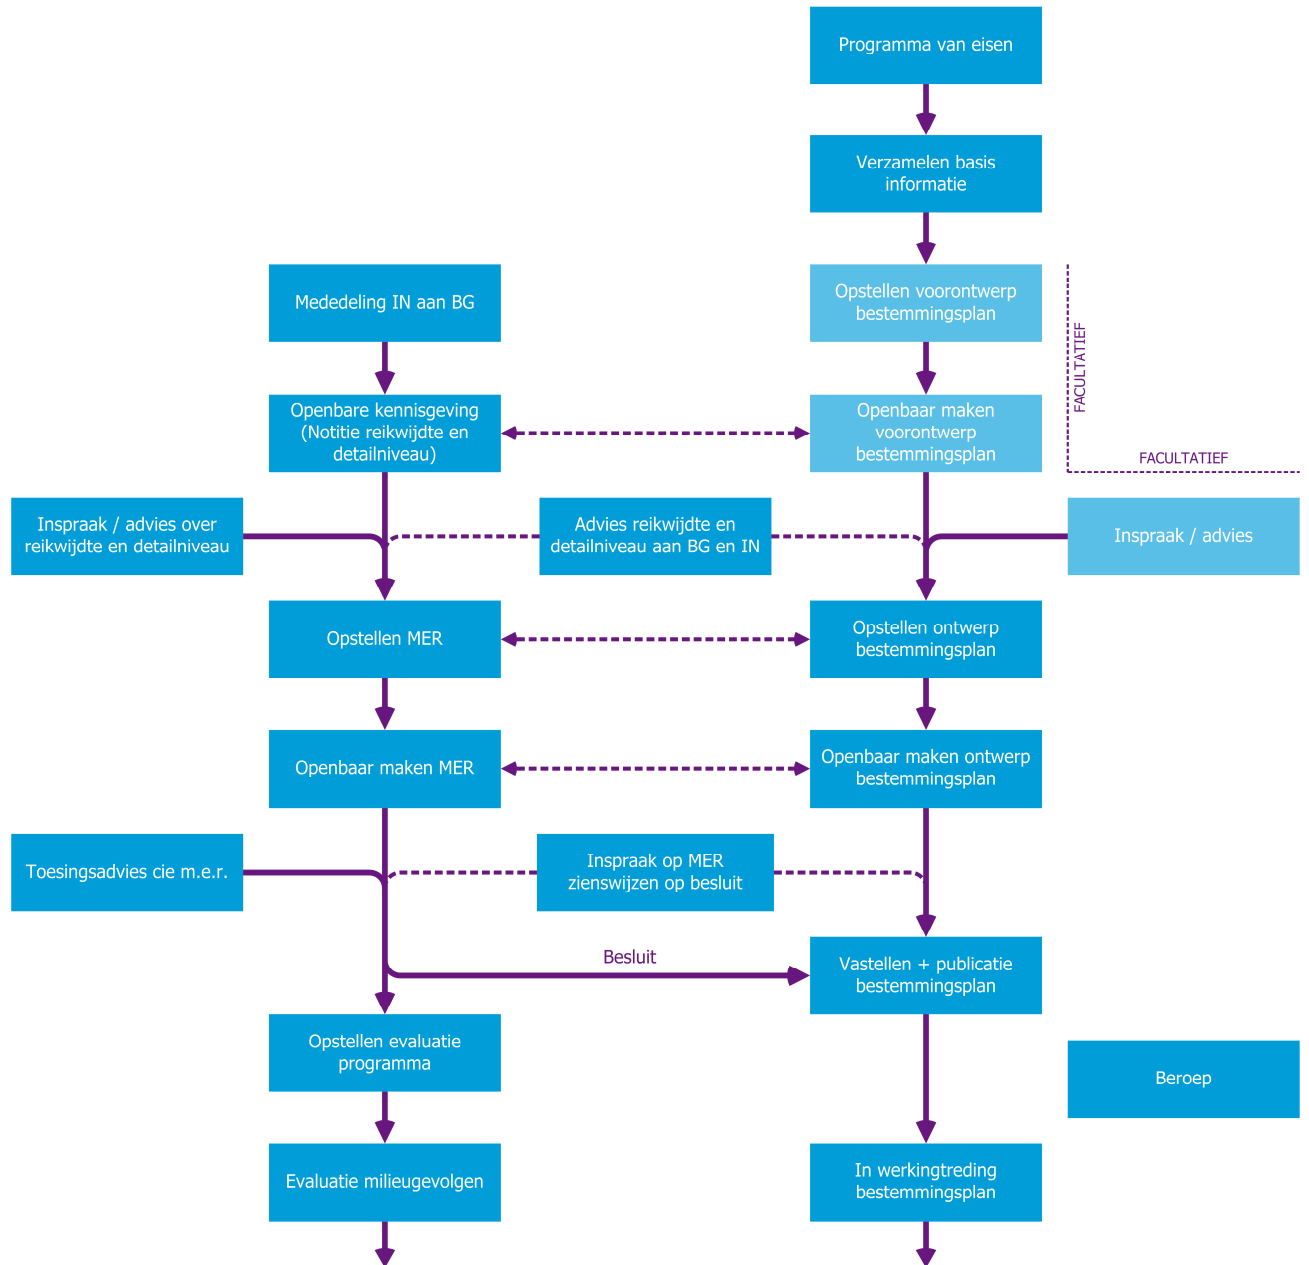 Programma van eisen
Verzamelen basis
informatie
Mededeling IN aan BG
Opstellen voorontwerp
bestemmingsplan
FACULTATIEF
Openbare kennisgeving
(Notitie reikwijdte en
detailniveau)
Openbaar maken
voorontwerp
bestemmingsplan
FACULTATIEF
Inspraak / advies over
reikwijdte en detailniveau
Advies reikwijdte en
detailniveau aan BG en IN
Inspraak / advies
Opstellen MER
Opstellen ontwerp
bestemmingsplan
Openbaar maken MER
Openbaar maken ontwerp
bestemmingsplan
Toesingsadvies cie m.e.r.
Inspraak op MER
zienswijzen op besluit
Besluit
Vastellen + publicatie
bestemmingsplan
Opstellen evaluatie
programma
Beroep
Evaluatie milieugevolgen
In werkingtreding
bestemmingsplan